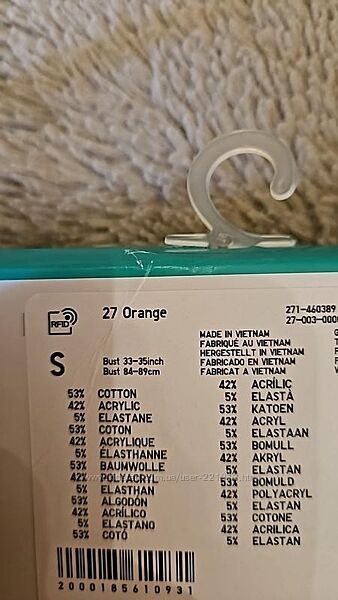 RFID
27 Orange
271-460389
27-003-000
S
Bust 33-35inch
Bust 84-89cm
MADE IN VIETNAM
FABRIQUÉ AU VIETNAM
HERGESTELLT IN VIETNAM
FABRICADO EN VIETNAM
FABRICAT A VIETNAM
53% COTTON
42% ACRYLIC
5% ELASTANE
53% COTON
42% ACRYLIQUE
5% ÉLASTHANNE
53% BAUMWOLLE
42% POLYACRYL
5% ELASTHAN
53% ALGODÓN
42% ACRÍLICO
5% ELASTANO
53% COTÓ
42% ACRÍLIC
5% ELASTÀ
53% KATOEN
42% ACRYL
5% ELASTAAN
53% BOMULL
42% AKRYL
5% ELASTAN
53% BOMULD
42% POLYACRYL
5% ELASTAN
53% COTONE
42% ACRILICA
5% ELASTAN
2000185610931